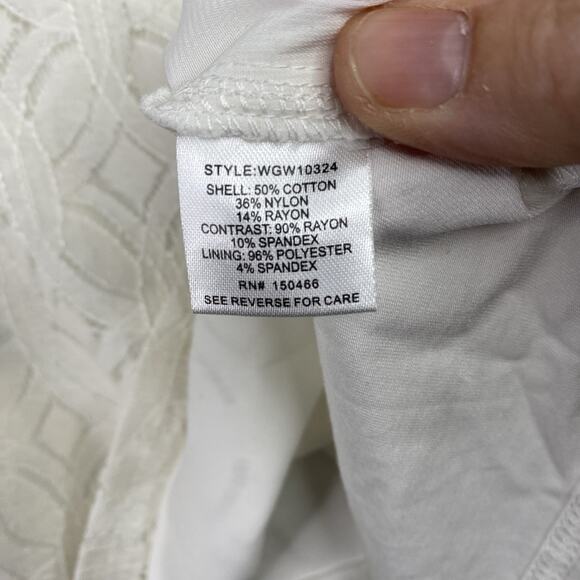 STYLE:WGW10324
SHELL: 50% COTTON
36% NYLON
14% RAYON
CONTRAST: 90% RAYON
10% SPANDEX
LINING: 96% POLYESTER
4% SPANDEX
RN# 150466
SEE REVERSE FOR CARE